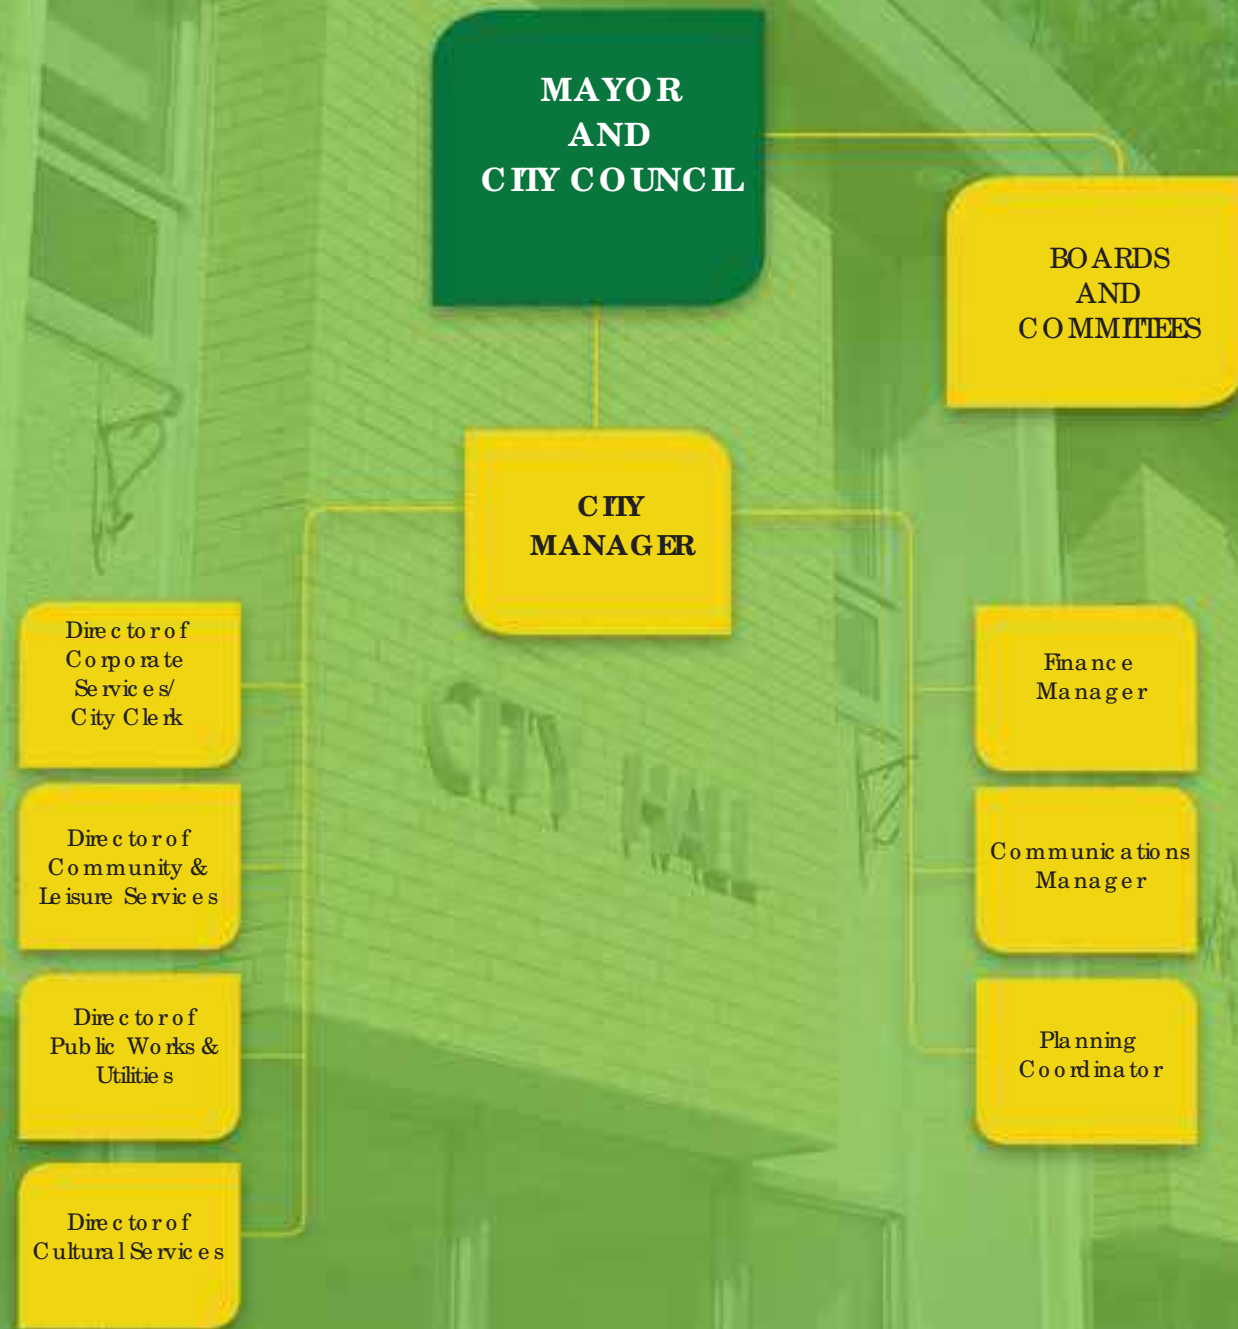 MAYOR
AND
CITY COUNCIL
BOARDS
AND
COMMITTEES
CITY
MANAGER
Director of
Corporate
Services/
City Clerk
Finance
Manager
CITY HALL
Director of
Community &
Leisure Services
Communications
Manager
Director of
Public Works &
Utilities
Planning
Coordinator
Director of
Cultural Services